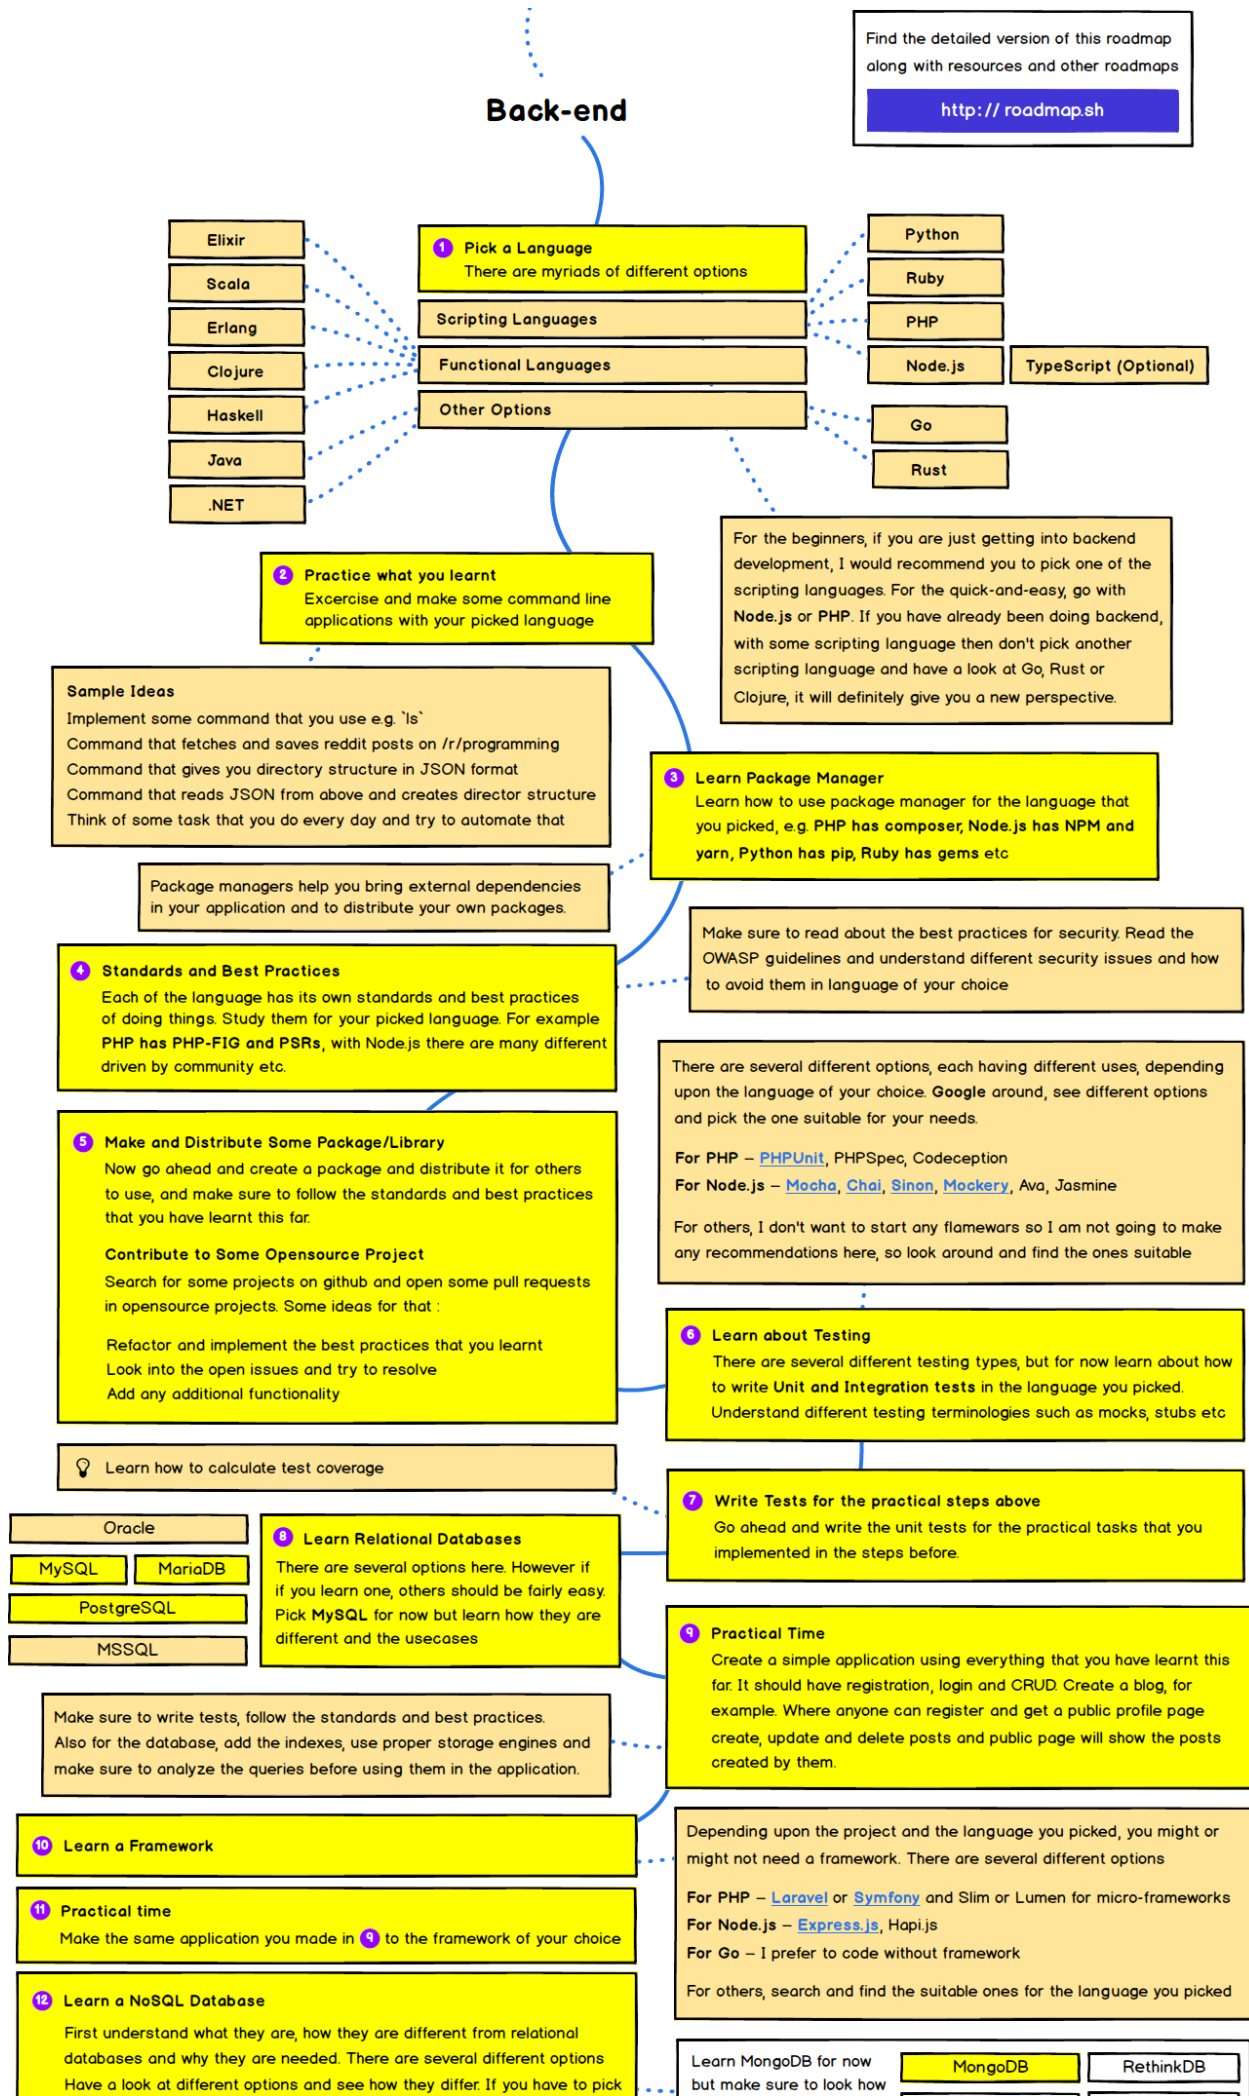 Find the detailed version of this roadmap
along with resources and other roadmaps
http:// roadmap.sh
Back-end
Elixir
Scala
Erlang
Clojure
Haskell
Java
.NET
1 Pick a Language
There are myriads of different options
Scripting Languages
Functional Languages
Other Options
Python
Ruby
PHP
Node.js
TypeScript (Optional)
Go
Rust
For the beginners, if you are just getting into backend
development, I would recommend you to pick one of the
scripting languages. For the quick-and-easy, go with
Node.js or PHP. If you have already been doing backend,
with some scripting language then don't pick another
scripting language and have a look at Go, Rust or
Clojure, it will definitely give you a new perspective.
2 Practice what you learnt
Excercise and make some command line
applications with your picked language
Sample Ideas
Implement some command that you use e.g. `ls`
Command that fetches and saves reddit posts on /r/programming
Command that gives you directory structure in JSON format
Command that reads JSON from above and creates director structure
Think of some task that you do every day and try to automate that
3 Learn Package Manager
Learn how to use package manager for the language that
you picked, e.g. PHP has composer, Node.js has NPM and
yarn, Python has pip, Ruby has gems etc
Package managers help you bring external dependencies
in your application and to distribute your own packages.
Make sure to read about the best practices for security. Read the
OWASP guidelines and understand different security issues and how
to avoid them in language of your choice
4 Standards and Best Practices
Each of the language has its own standards and best practices
of doing things. Study them for your picked language. For example
PHP has PHP-FIG and PSRs, with Node.js there are many different
driven by community etc.
There are several different options, each having different uses, depending
upon the language of your choice. Google around, see different options
and pick the one suitable for your needs.
For PHP – PHPUnit, PHPSpec, Codeception
For Node.js – Mocha, Chai, Sinon, Mockery, Ava, Jasmine
For others, I don't want to start any flamewars so I am not going to make
any recommendations here, so look around and find the ones suitable
5 Make and Distribute Some Package/Library
Now go ahead and create a package and distribute it for others
to use, and make sure to follow the standards and best practices
that you have learnt this far.
Contribute to Some Opensource Project
Search for some projects on github and open some pull requests
in opensource projects. Some ideas for that :
Refactor and implement the best practices that you learnt
Look into the open issues and try to resolve
Add any additional functionality
6 Learn about Testing
There are several different testing types, but for now learn about how
to write Unit and Integration tests in the language you picked.
Understand different testing terminologies such as mocks, stubs etc
Learn how to calculate test coverage
7 Write Tests for the practical steps above
Go ahead and write the unit tests for the practical tasks that you
implemented in the steps before.
Oracle
MySQL
MariaDB
PostgreSQL
MSSQL
8 Learn Relational Databases
There are several options here. However if
if you learn one, others should be fairly easy.
Pick MySQL for now but learn how they are
different and the usecases
9 Practical Time
Create a simple application using everything that you have learnt this
far. It should have registration, login and CRUD. Create a blog, for
example. Where anyone can register and get a public profile page
create, update and delete posts and public page will show the posts
created by them.
Make sure to write tests, follow the standards and best practices.
Also for the database, add the indexes, use proper storage engines and
make sure to analyze the queries before using them in the application.
10 Learn a Framework
Depending upon the project and the language you picked, you might or
might not need a framework. There are several different options
For PHP – Laravel or Symfony and Slim or Lumen for micro-frameworks
For Node.js – Express.js, Hapi.js
For Go – I prefer to code without framework
For others, search and find the suitable ones for the language you picked
11 Practical time
Make the same application you made in 9 to the framework of your choice
12 Learn a NoSQL Database
First understand what they are, how they are different from relational
databases and why they are needed. There are several different options
Have a look at different options and see how they differ. If you have to pick
Learn MongoDB for now
but make sure to look how
MongoDB
RethinkDB